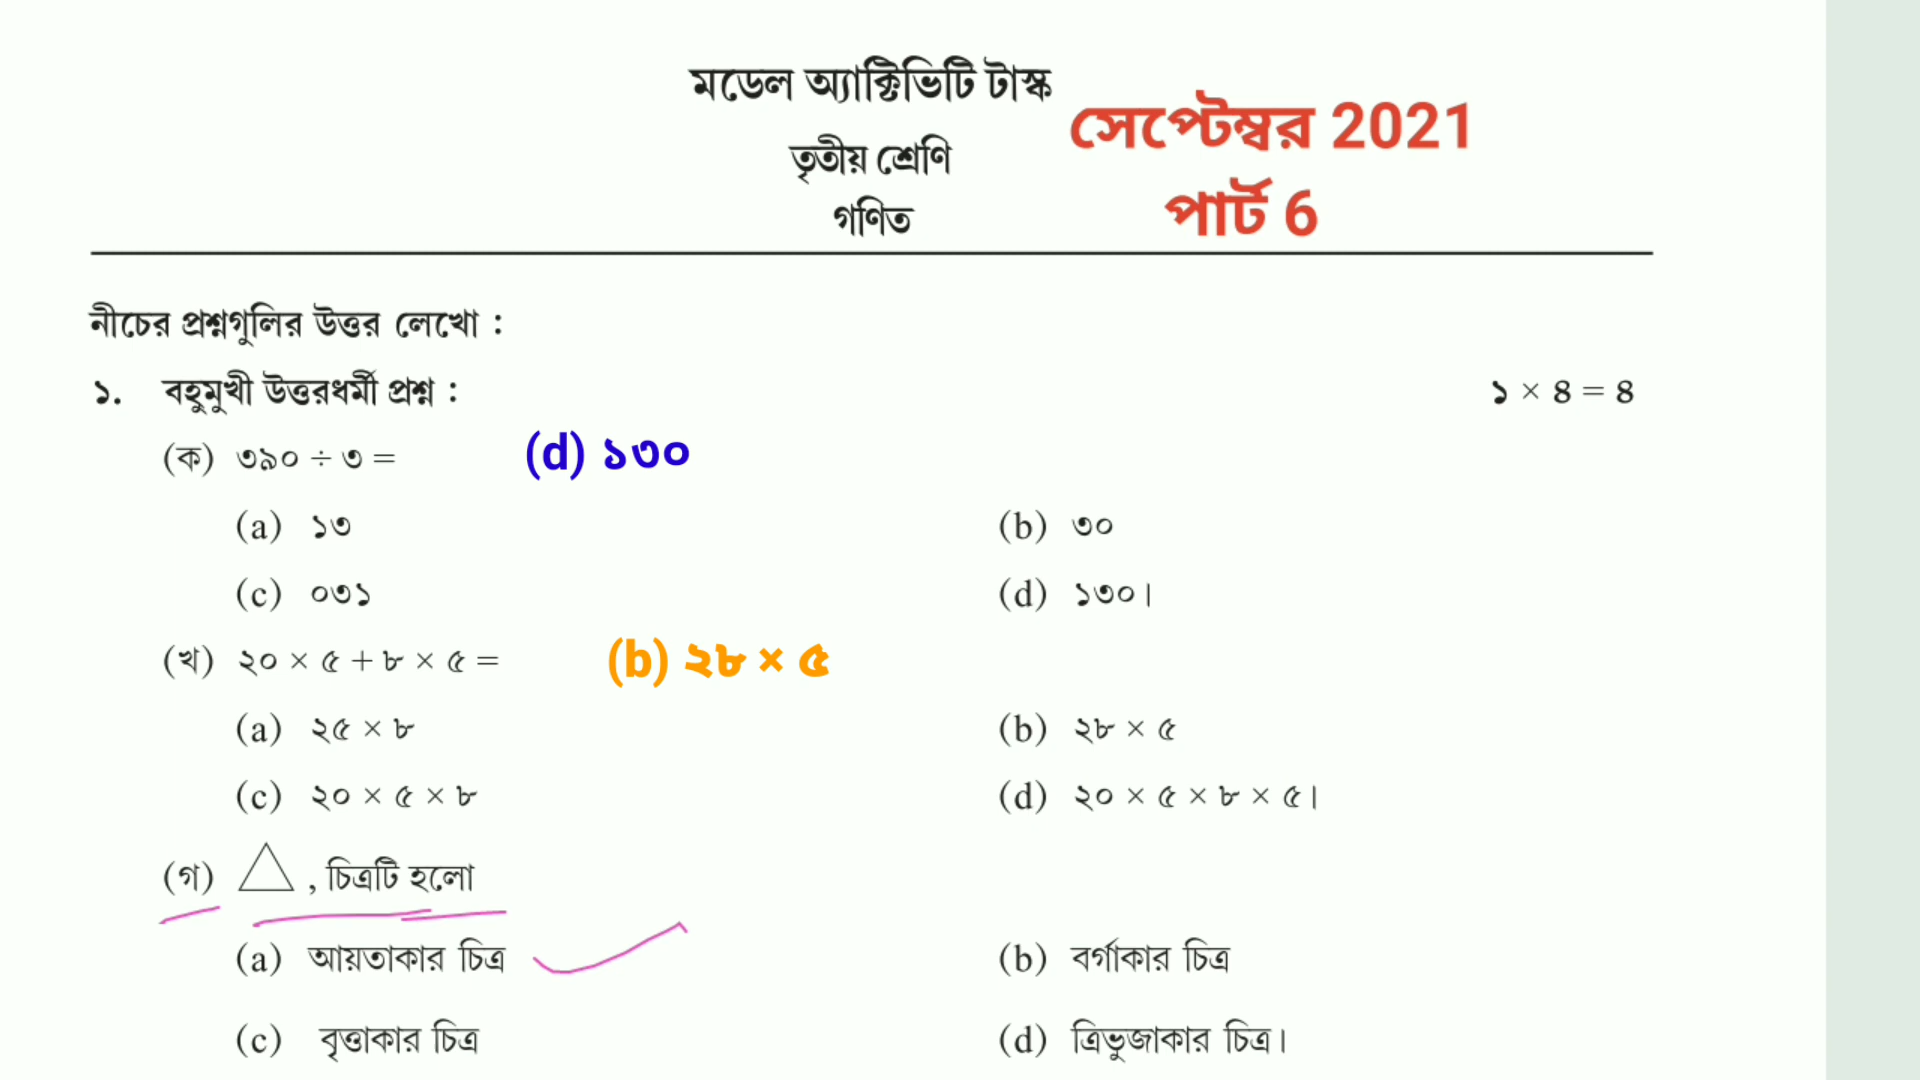 মডেল অ্যাক্টিভিটি টাস্ক
সেপ্টেম্বর 2021
তৃতীয় শ্রেণি
পার্ট 6
গণিত
নীচের প্রশ্নগুলির উত্তর লেখো :
১. বহুমুখী উত্তরধর্মী প্রশ্ন : ১ × ৪ = ৪
(ক) ৩৯০ ÷ ৩ = (d) ১৩০
(a) ১৩ (b) ৩০
(c) ০৩১ (d) ১৩০।
(খ) ২০ × ৫ + ৮ × ৫ = (b) ২৮ × ৫
(a) ২৫ × ৮ (b) ২৮ × ৫
(c) ২০ × ৫ × ৮ (d) ২০ × ৫ × ৮ × ৫।
(গ) △ , চিত্রটি হলো
(a) আয়তাকার চিত্র (b) বর্গাকার চিত্র
(c) বৃত্তাকার চিত্র (d) ত্রিভুজাকার চিত্র।